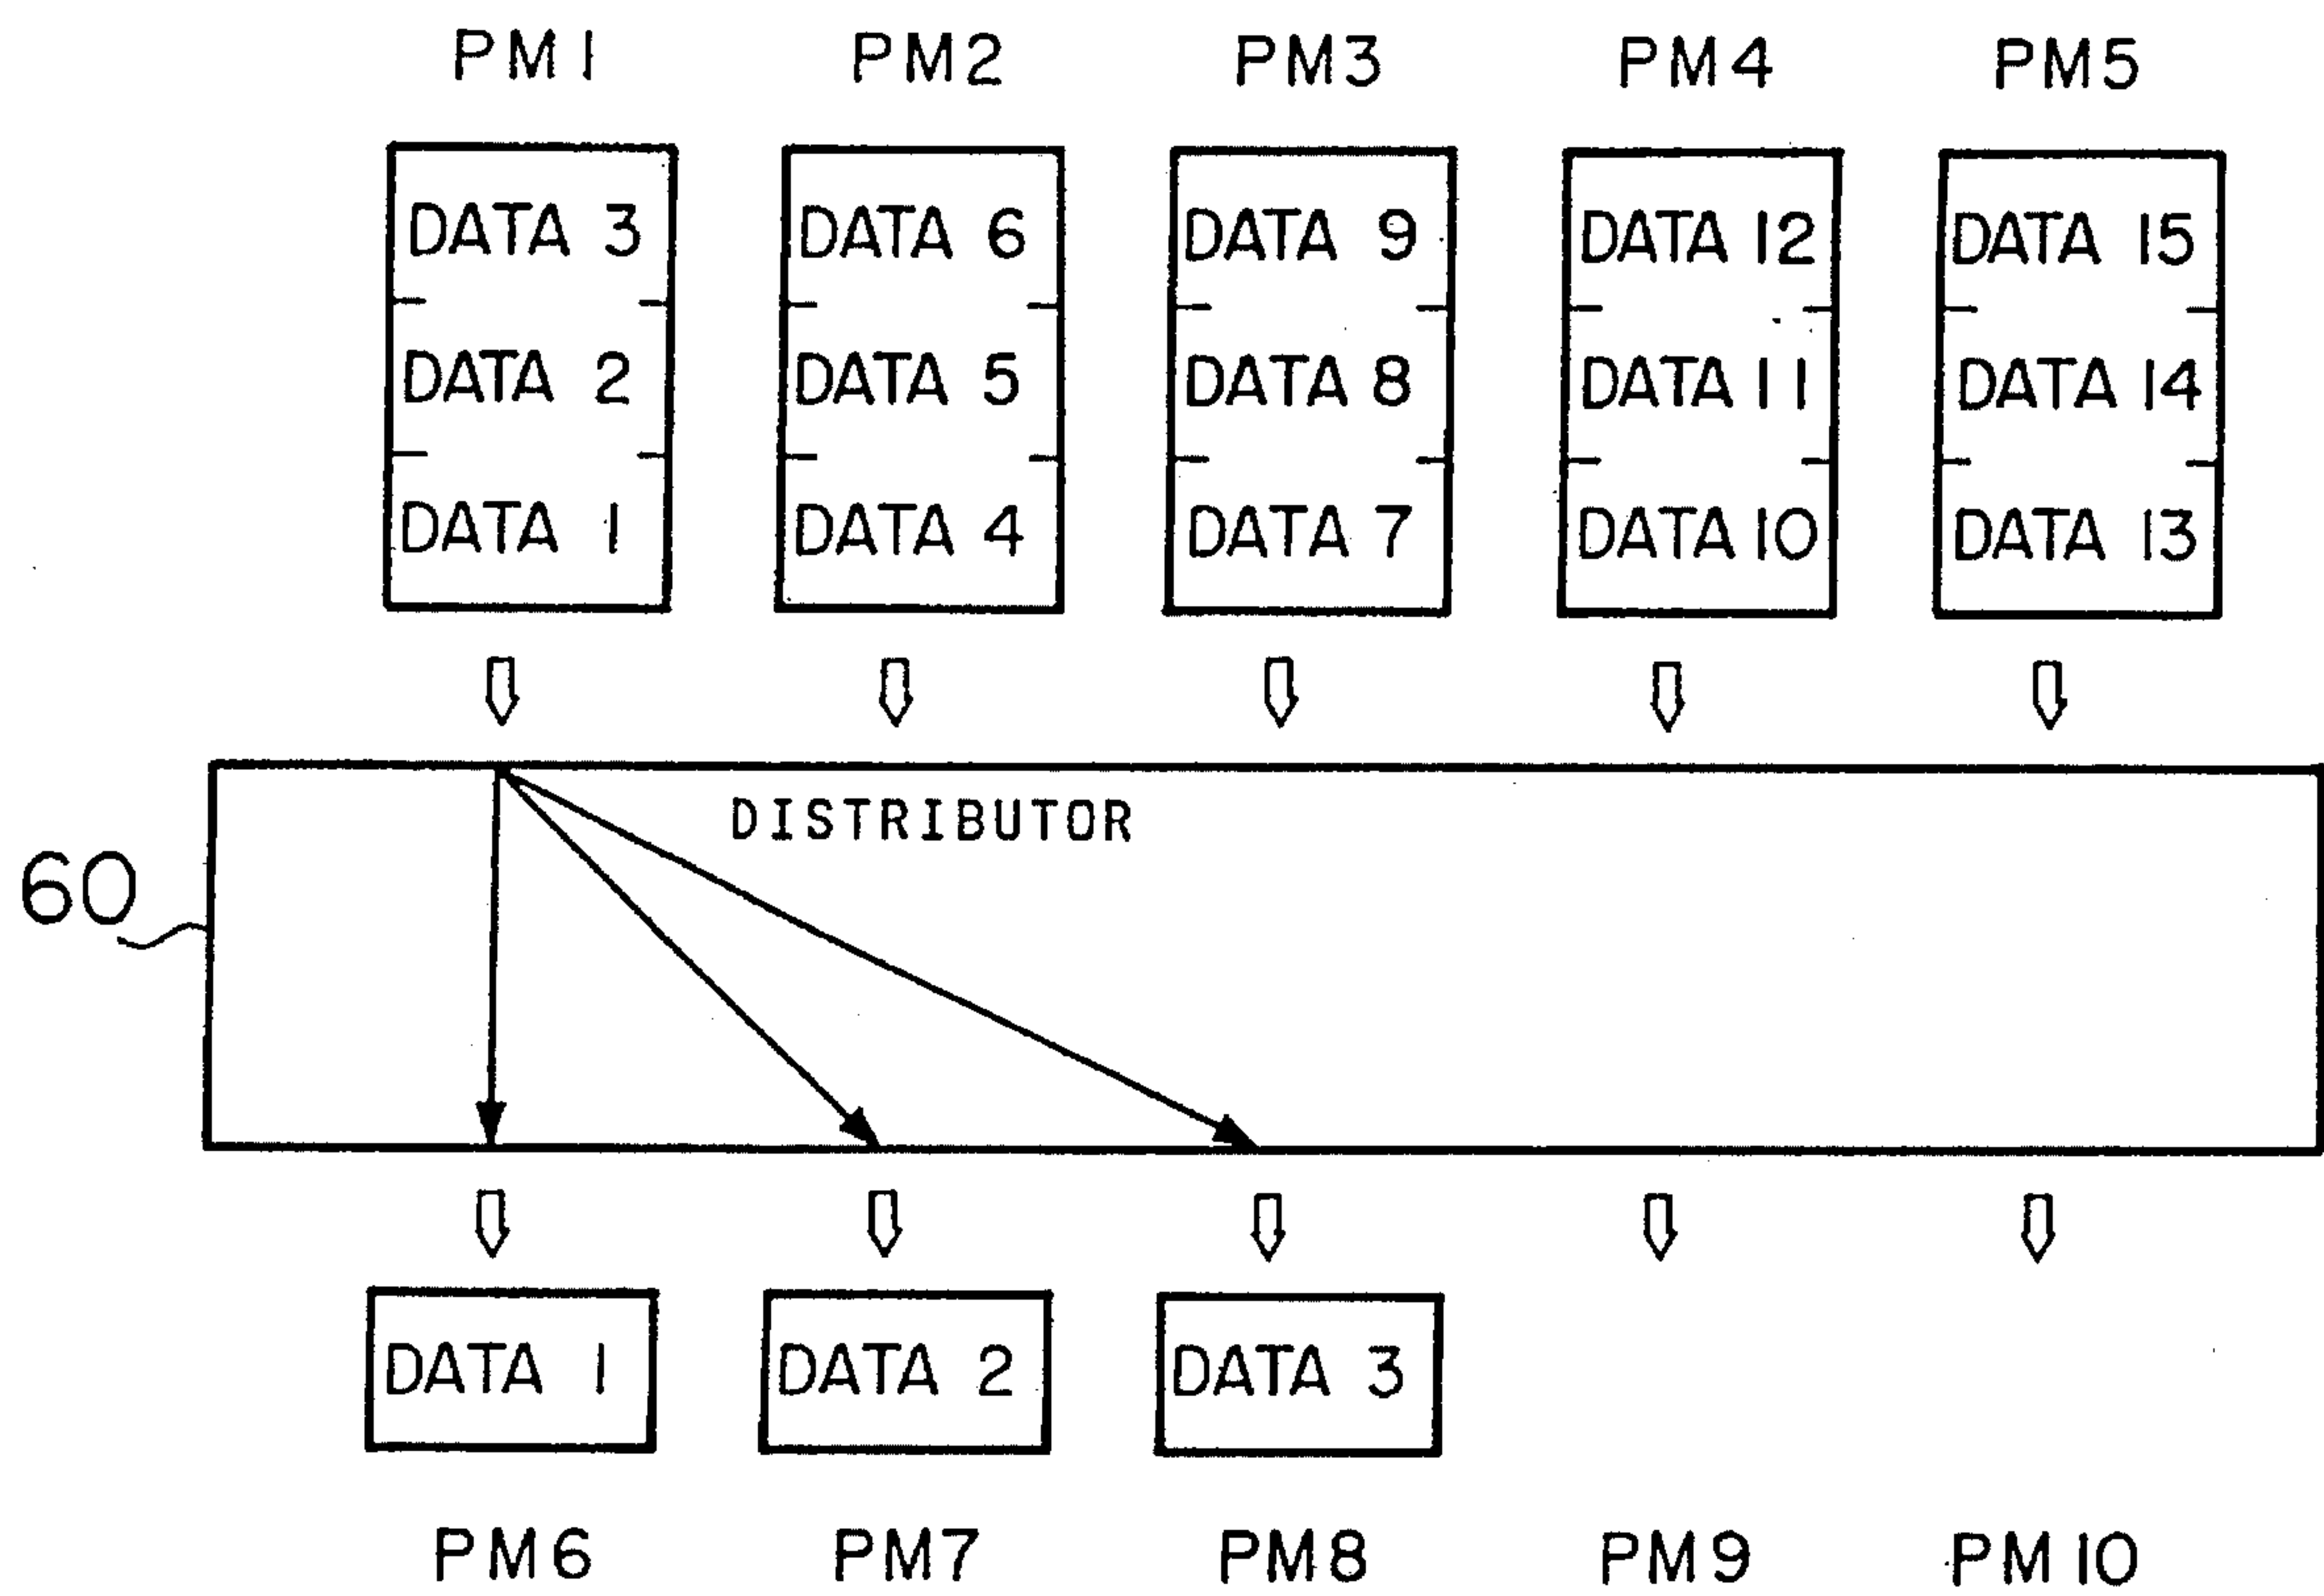 PM1 PM2 PM3 PM4 PM5
DATA 3 DATA 6 DATA 9 DATA 12 DATA 15
DATA 2 DATA 5 DATA 8 DATA 11 DATA 14
DATA 1 DATA 4 DATA 7 DATA 10 DATA 13
DISTRIBUTOR
60
DATA 1 DATA 2 DATA 3
PM6 PM7 PM8 PM9 PM10